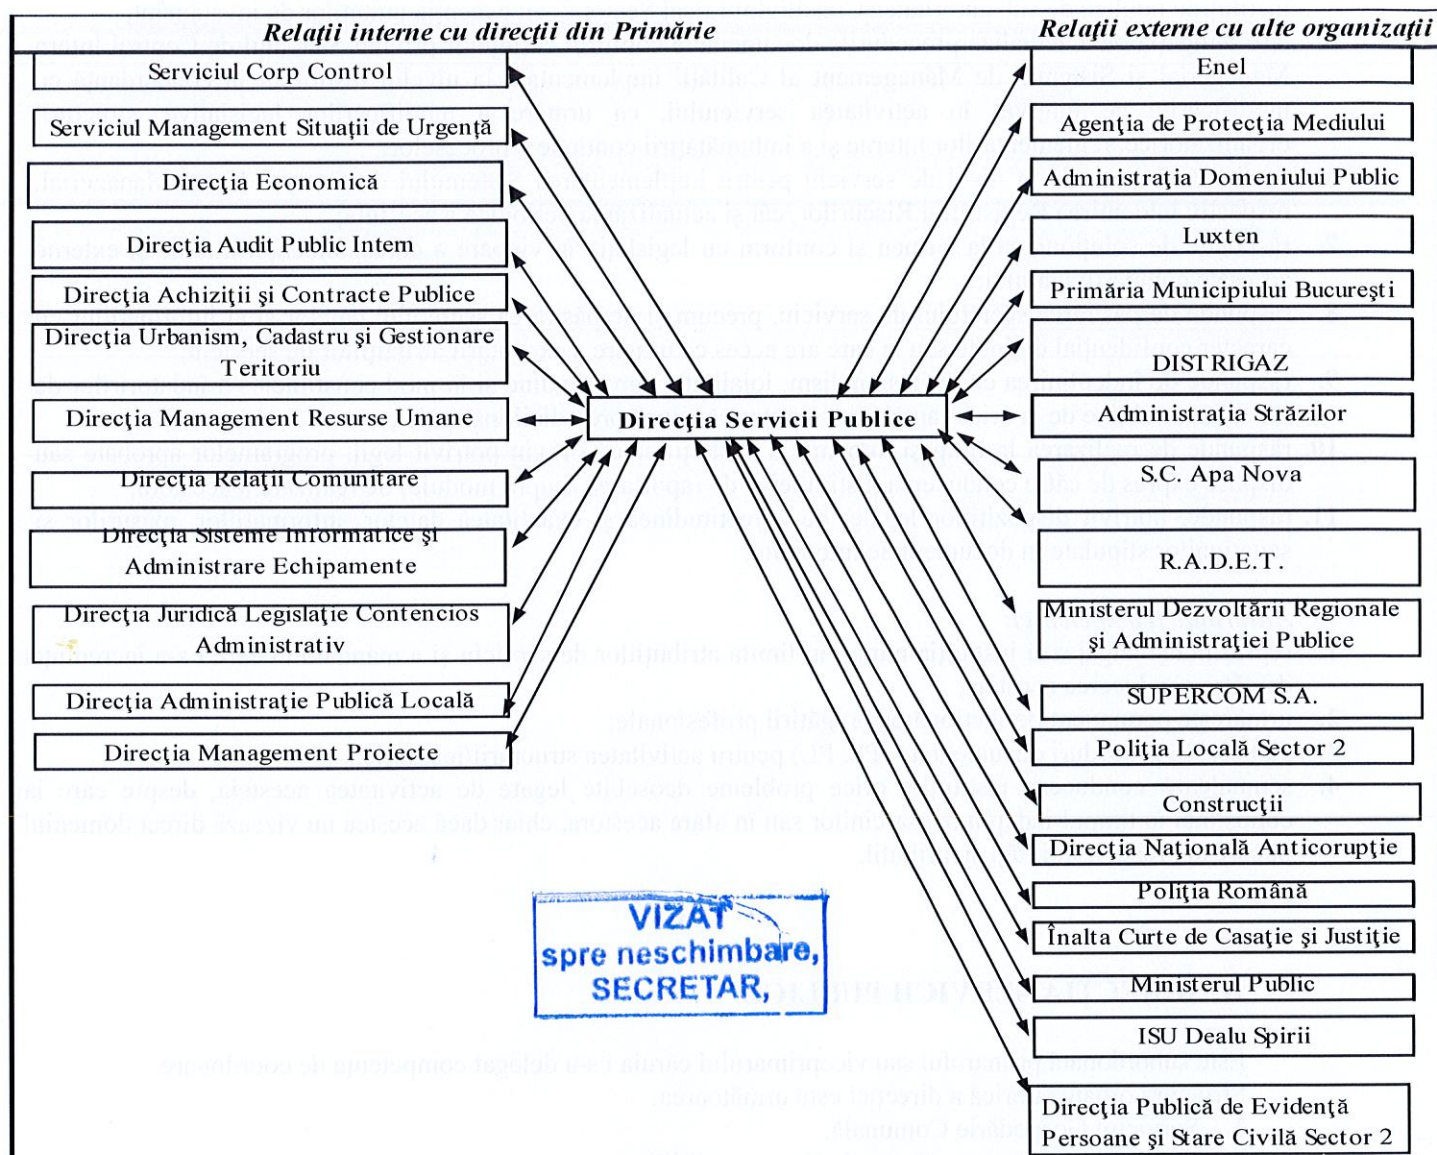 Relaţii interne cu direcţii din Primărie
Relaţii externe cu alte organizaţii
Serviciul Corp Control
Serviciul Management Situaţii de Urgenţă
Direcţia Economică
Direcţia Audit Public Intern
Direcţia Achiziţii şi Contracte Publice
Direcţia Urbanism, Cadastru şi Gestionare
Teritoriu
Direcţia Management Resurse Umane
Direcţia Relaţii Comunitare
Direcţia Sisteme Informatice şi
Administrare Echipamente
Direcţia Juridică Legislaţie Contencios
Administrativ
Direcţia Administraţie Publică Locală
Direcţia Management Proiecte
Direcţia Servicii Publice
Enel
Agenţia de Protecţia Mediului
Administraţia Domeniului Public
Luxten
Primăria Municipiului Bucureşti
DISTRIGAZ
Administraţia Străzilor
S.C. Apa Nova
R.A.D.E.T.
Ministerul Dezvoltării Regionale
şi Administraţiei Publice
SUPERCOM S.A.
Poliţia Locală Sector 2
Construcţii
Direcţia Naţională Anticorupţie
Poliţia Română
Înalta Curte de Casaţie şi Justiţie
Ministerul Public
ISU Dealu Spirii
Direcţia Publică de Evidenţă
Persoane şi Stare Civilă Sector 2
VIZAT
spre neschimbare,
SECRETAR,